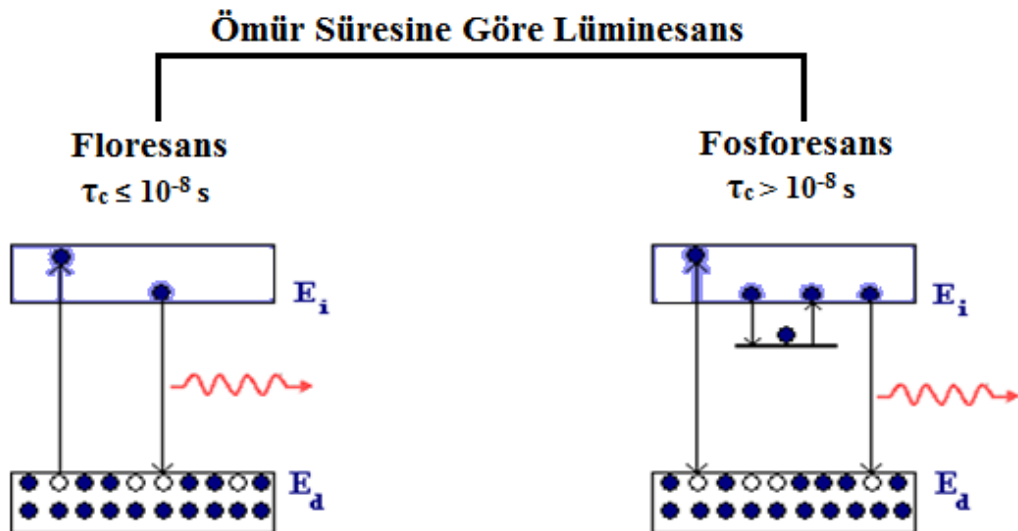 Ömür Süresine Göre Lüminesans
Floresans
τc ≤ 10-8 s
Fosforesans
τc > 10-8 s
Ei
Ed
Ei
Ed